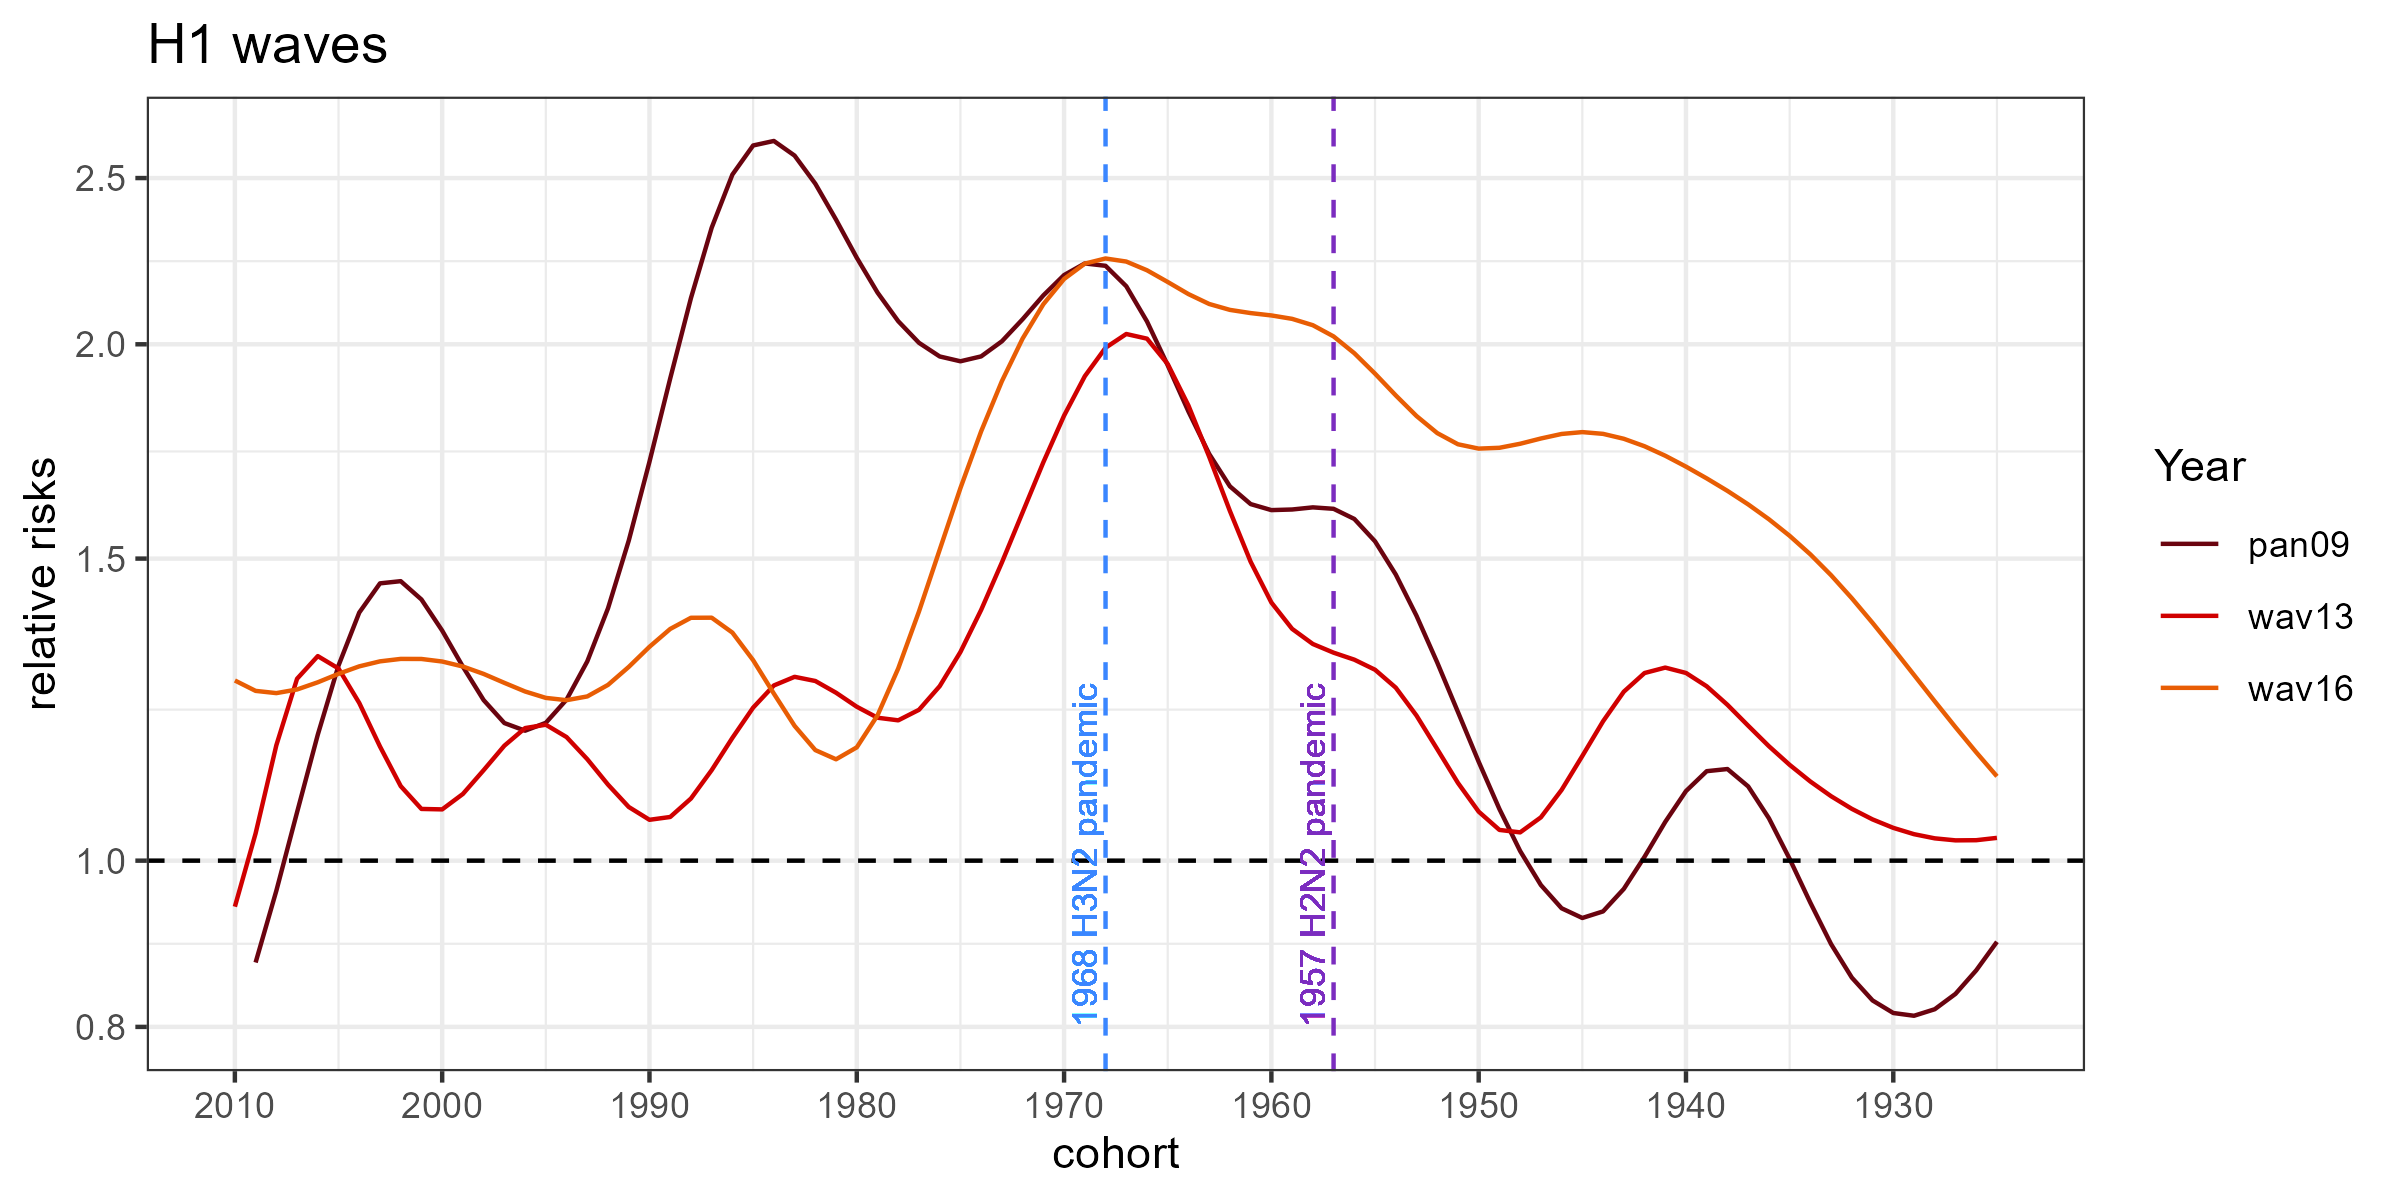 H1 waves
relative risks
2.5
2.0
1.5
1.0
0.8
1968 H3N2 pandemic
1957 H2N2 pandemic
2010 2000 1990 1980 1970 1960 1950 1940 1930
cohort
Year
pan09
wav13
wav16